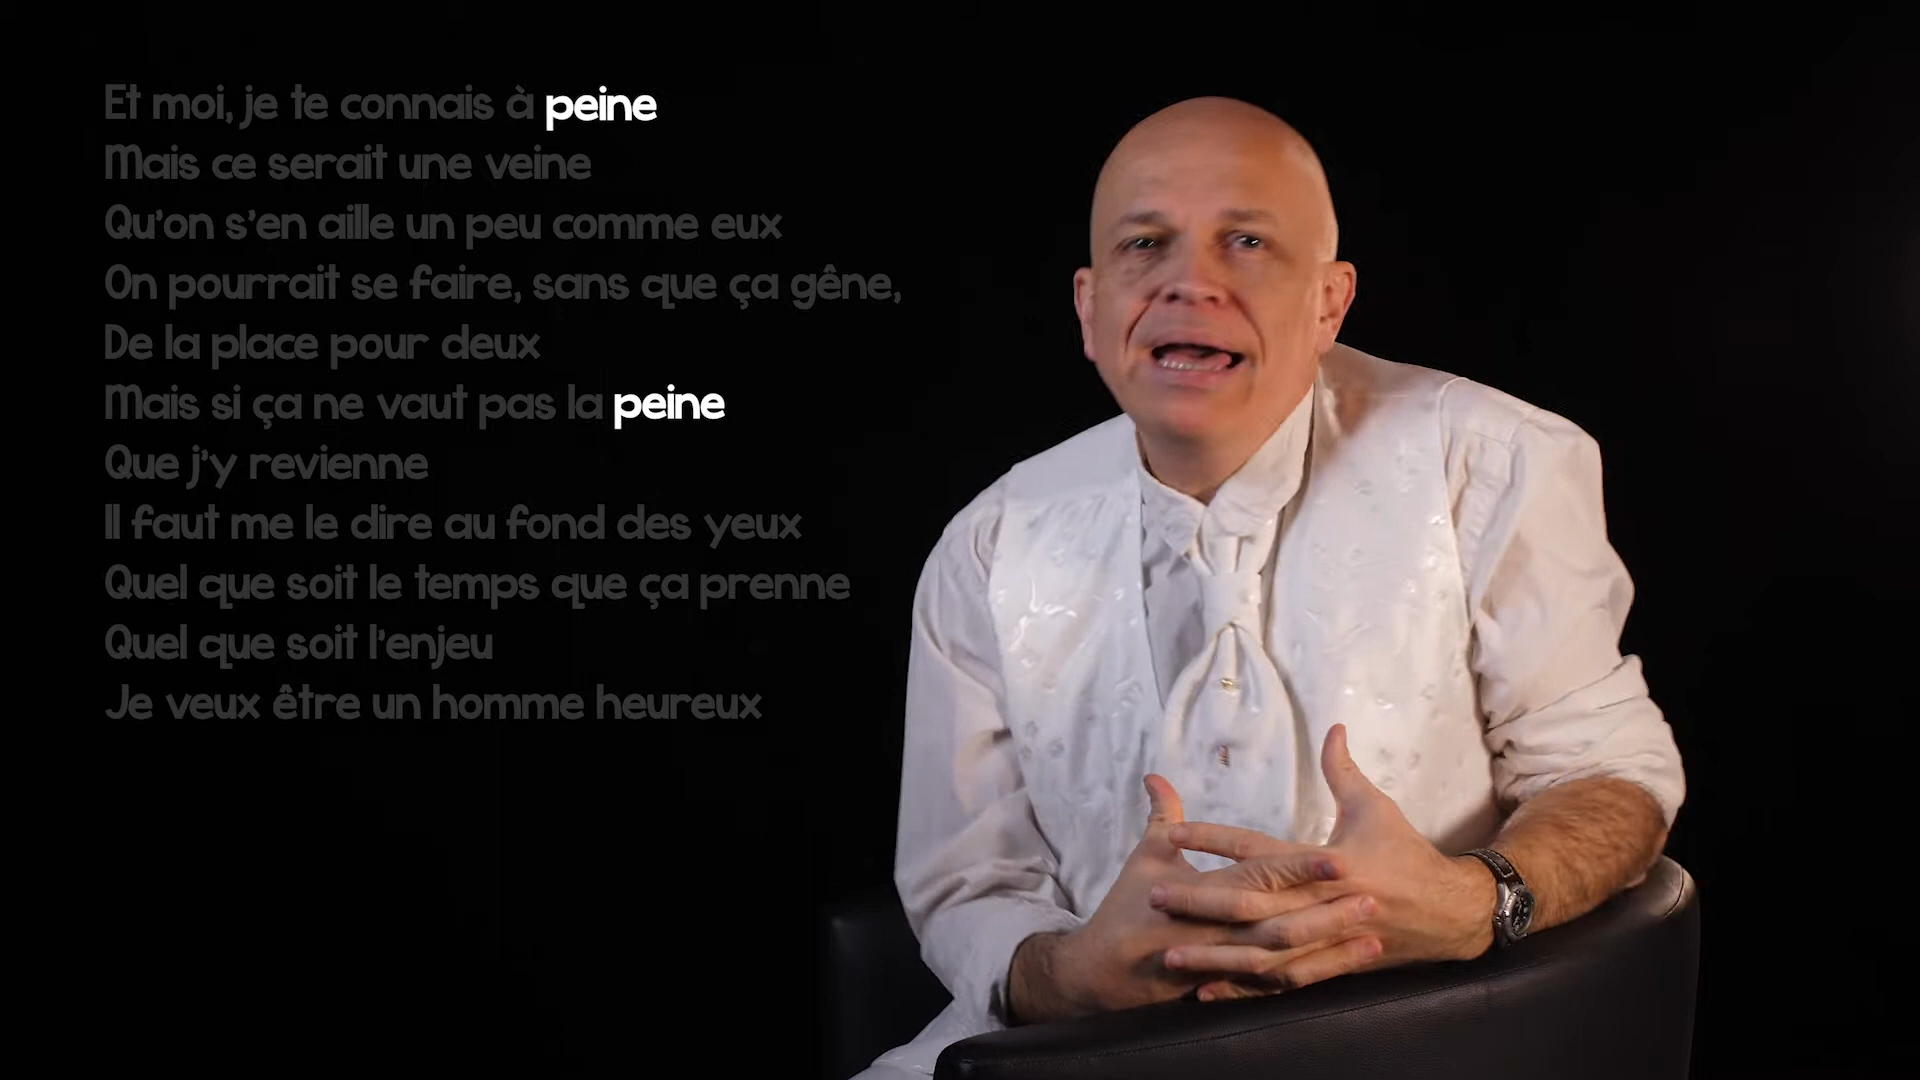 Et moi, je te connais à peine
Mais ce serait une veine
Qu'on s'en aille un peu comme eux
On pourrait se faire, sans que ça gêne,
De la place pour deux
Mais si ça ne vaut pas la peine
Que j'y revienne
Il faut me le dire au fond des yeux
Quel que soit le temps que ça prenne
Quel que soit l'enjeu
Je veux être un homme heureux